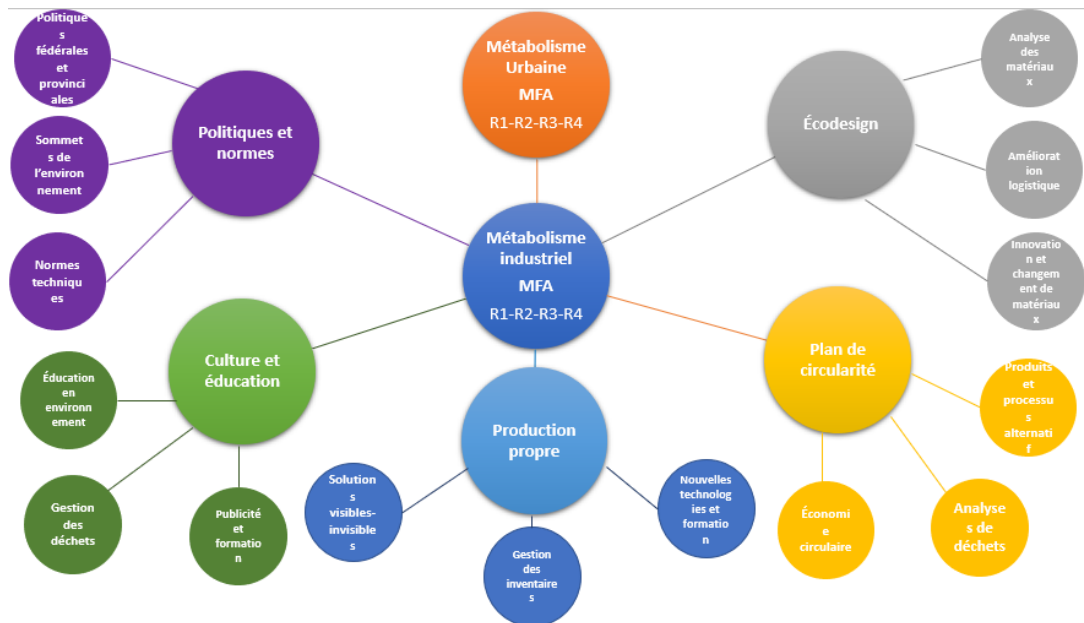 Politique
s
fédérales
et
provinci
ales
Sommet
s de
l'environ
nement
Normes
techniqu
es
Politiques et
normes
Métabolisme
Urbaine
MFA
R1-R2-R3-R4
Écodesign
Analyse
des
matériau
x
Améliorat
ion
logistique
Innovatio
n et
changem
ent de
matériau
x
Métabolisme
industriel
MFA
R1-R2-R3-R4
Culture et
éducation
Éducation
en
environn
ement
Gestion
des
déchets
Publicité
et
formatio
n
Production
propre
Solution
s
visibles-
invisible
s
Gestion
des
inventaire
s
Nouvelles
technolog
ies et
formatio
n
Plan de
circularité
Produits
et
processu
s
alternati
f
Économi
e
circulaire
Analyse
s de
déchets